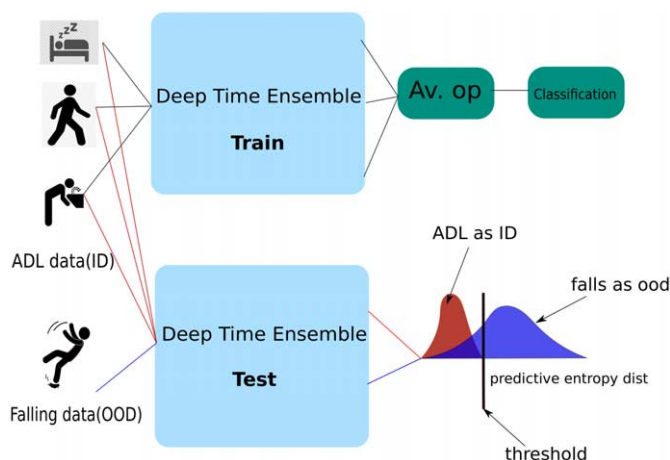 zzZZ
Deep Time Ensemble
Train
Av. op
Classification
ADL data(ID)
ADL as ID
falls as ood
Deep Time Ensemble
Test
predictive entropy dist
Falling data(OOD)
threshold